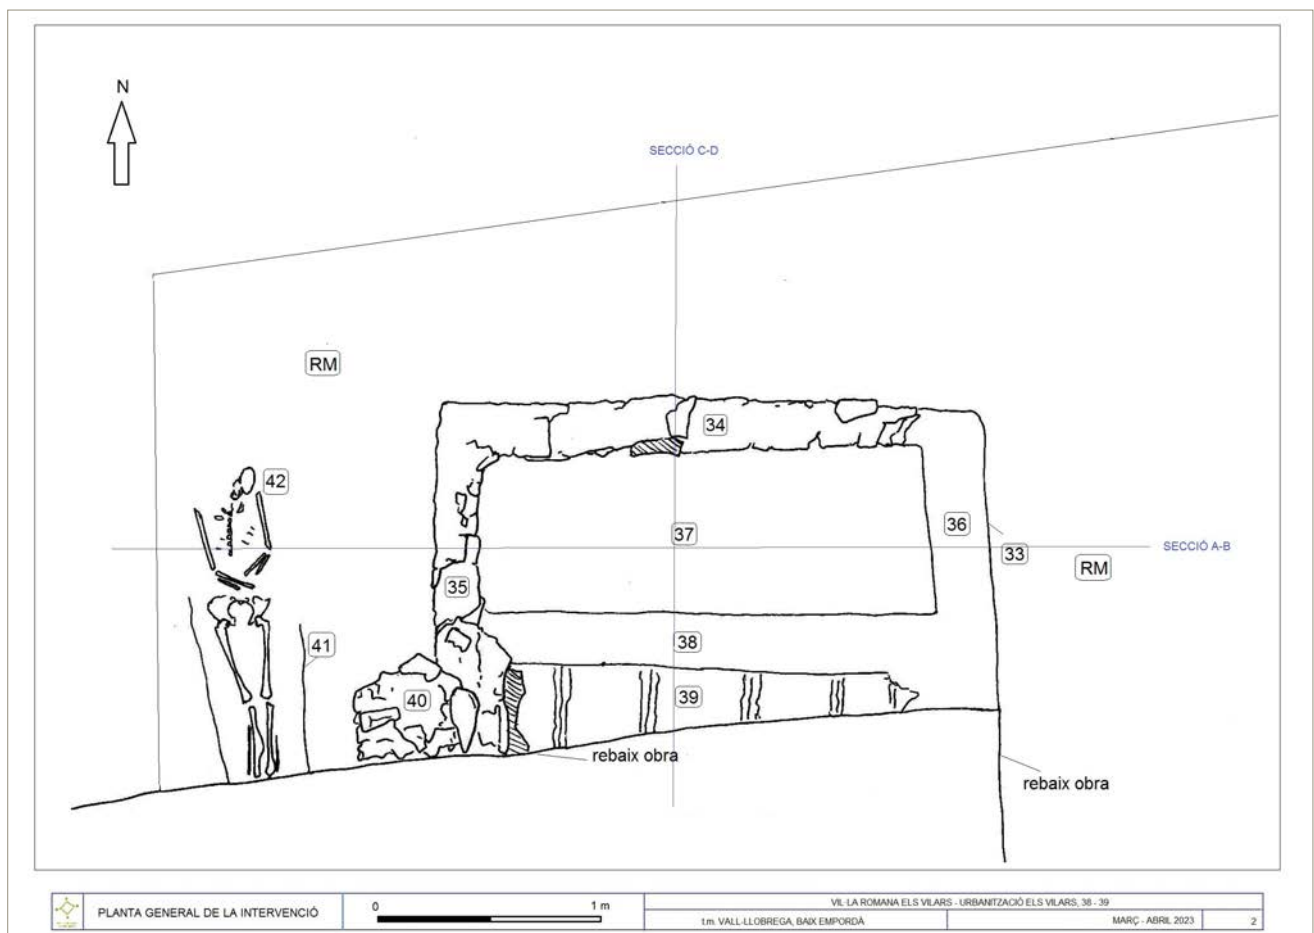 N
SECCIÓ C-D
RM
34
42
37
36
33
SECCIÓ A-B
RM
35
38
41
40
39
rebaix obra
rebaix obra
PLANTA GENERAL DE LA INTERVENCIÓ
0 1 m
VIL·LA ROMANA ELS VILARS - URBANITZACIÓ ELS VILARS, 38 - 39
t.m. VALL-LLOBREGA, BAIX EMPORDÀ
MARÇ - ABRIL 2023
2